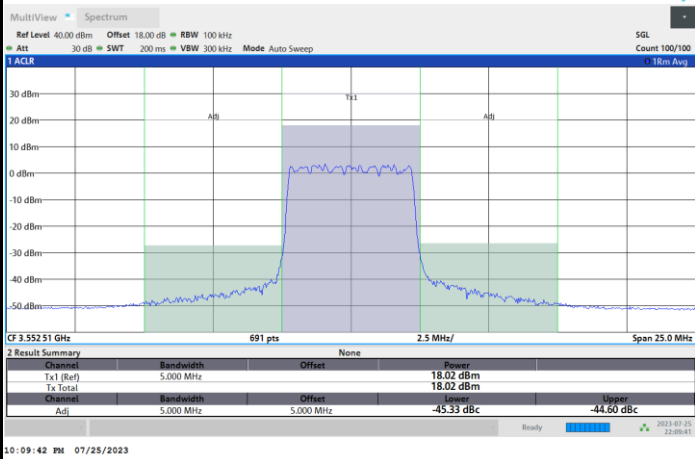 MultiView Spectrum
Ref Level 40.00 dBm Offset 18.00 dB RBW 100 kHz SGL
Att 30 dB SWT 200 ms VBW 300 kHz Mode Auto Sweep Count 100/100
1 ACLR 1Rm Avg
30 dBm
Tx1
20 dBm Adj Adj
10 dBm
0 dBm
-10 dBm
-20 dBm
-30 dBm
-40 dBm
-50 dBm
CF 3.552 51 GHz 691 pts 2.5 MHz/ Span 25.0 MHz
2 Result Summary None
Channel Bandwidth Offset Power
Tx1 (Ref) 5.000 MHz 18.02 dBm
Tx Total 18.02 dBm
Channel Bandwidth Offset Lower Upper
Adj 5.000 MHz 5.000 MHz -45.33 dBc -44.60 dBc
Ready 2023-07-25
22:09:41
10:09:42 PM 07/25/2023